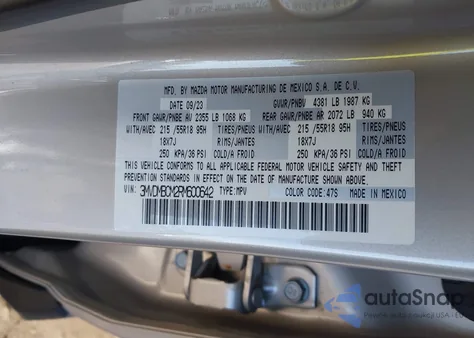 MFD. BY MAZDA MOTOR MANUFACTURING DE MEXICO S.A. DE C.V.
DATE 09/23 GVWR/PNBV 4381 LB 1987 KG
FRONT GAWR/PNBE AV 2355 LB 1068 KG REAR GAWR/PNBE AR 2072 LB 940 KG
WITH/AVEC 215 /55R18 95H TIRES/PNEUS WITH/AVEC 215 /55R18 95H TIRES/PNEUS
18X7J RIMS/JANTES 18X7J RIMS/JANTES
250 KPA/36 PSI COLD/A FROID 250 KPA/36 PSI COLD/A FROID
THIS VEHICLE CONFORMS TO ALL APPLICABLE FEDERAL MOTOR VEHICLE SAFETY AND THEFT
PREVENTION STANDARDS IN EFFECT ON THE DATE OF MANUFACTURE SHOWN ABOVE.
VIN: 3MVDMBCM2RM600642 TYPE: MPV COLOR CODE: 47S MADE IN MEXICO
autoSnap